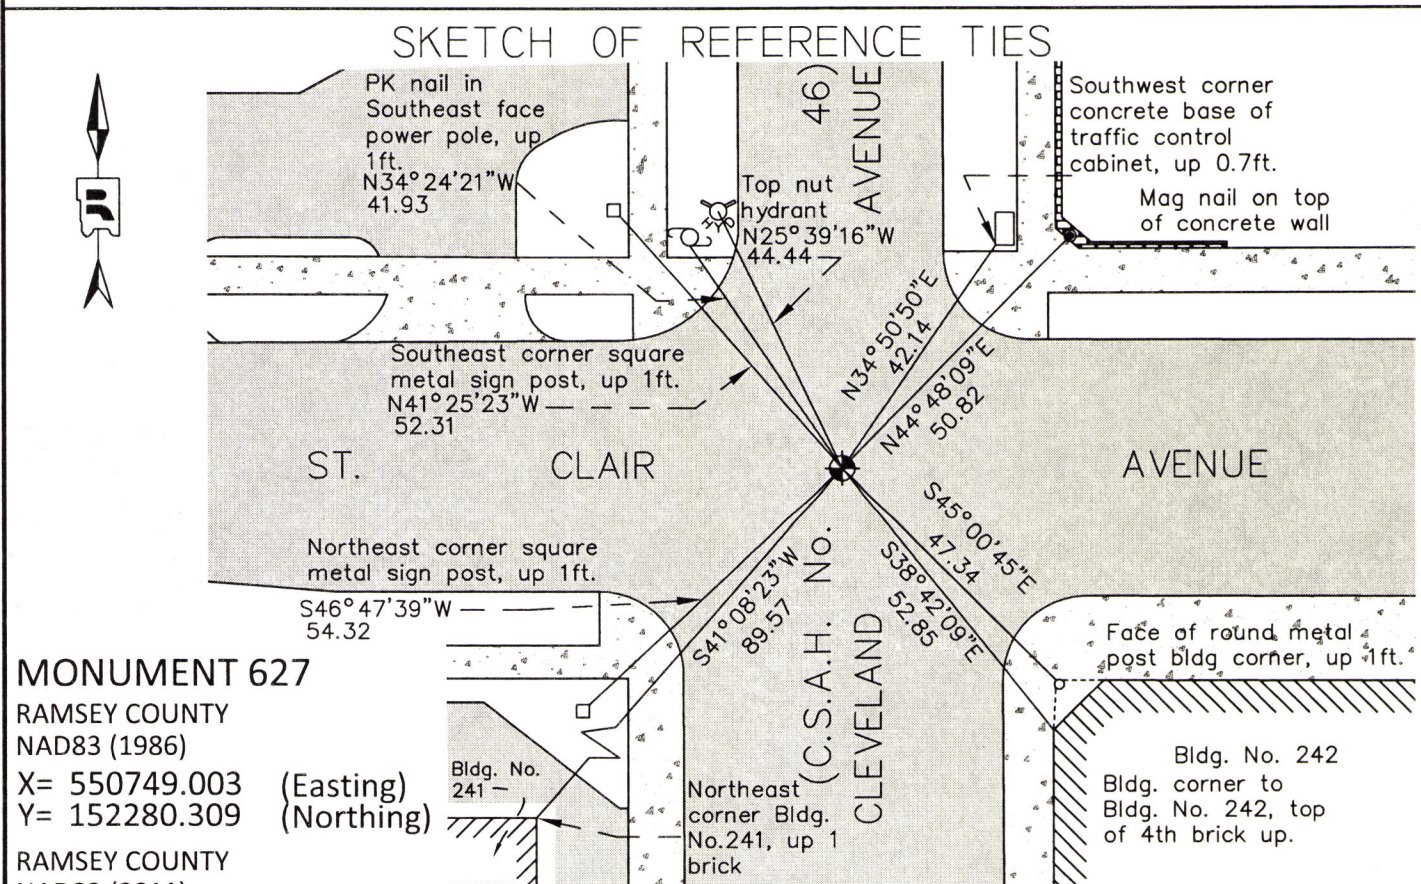 SKETCH OF REFERENCE TIES
PK nail in
Southeast face
power pole, up
1ft.
N34°24'21"W
41.93
46)
AVENUE
Top nut
hydrant
N25°39'16"W
44.44
HYD
Southwest corner
concrete base of
traffic control
cabinet, up 0.7ft.
Mag nail on top
of concrete wall
R
N34°50'50"E
42.14
N44°48'09"E
50.82
Southeast corner square
metal sign post, up 1ft.
N41°25'23"W
52.31
ST. CLAIR AVENUE
S45°00'45"E
47.34
S38°42'09"E
52.85
Northeast corner square
metal sign post, up 1ft.
S46°47'39"W
54.32
S41°08'23"W
89.57
(C.S.A.H. No.
CLEVELAND
Face of round metal
post bldg corner, up 1ft.
MONUMENT 627
RAMSEY COUNTY
NAD83 (1986)
X= 550749.003 (Easting)
Y= 152280.309 (Northing)
RAMSEY COUNTY
Bldg. No.
241
Northeast
corner Bldg.
No.241, up 1
brick
Bldg. No. 242
Bldg. corner to
Bldg. No. 242, top
of 4th brick up.